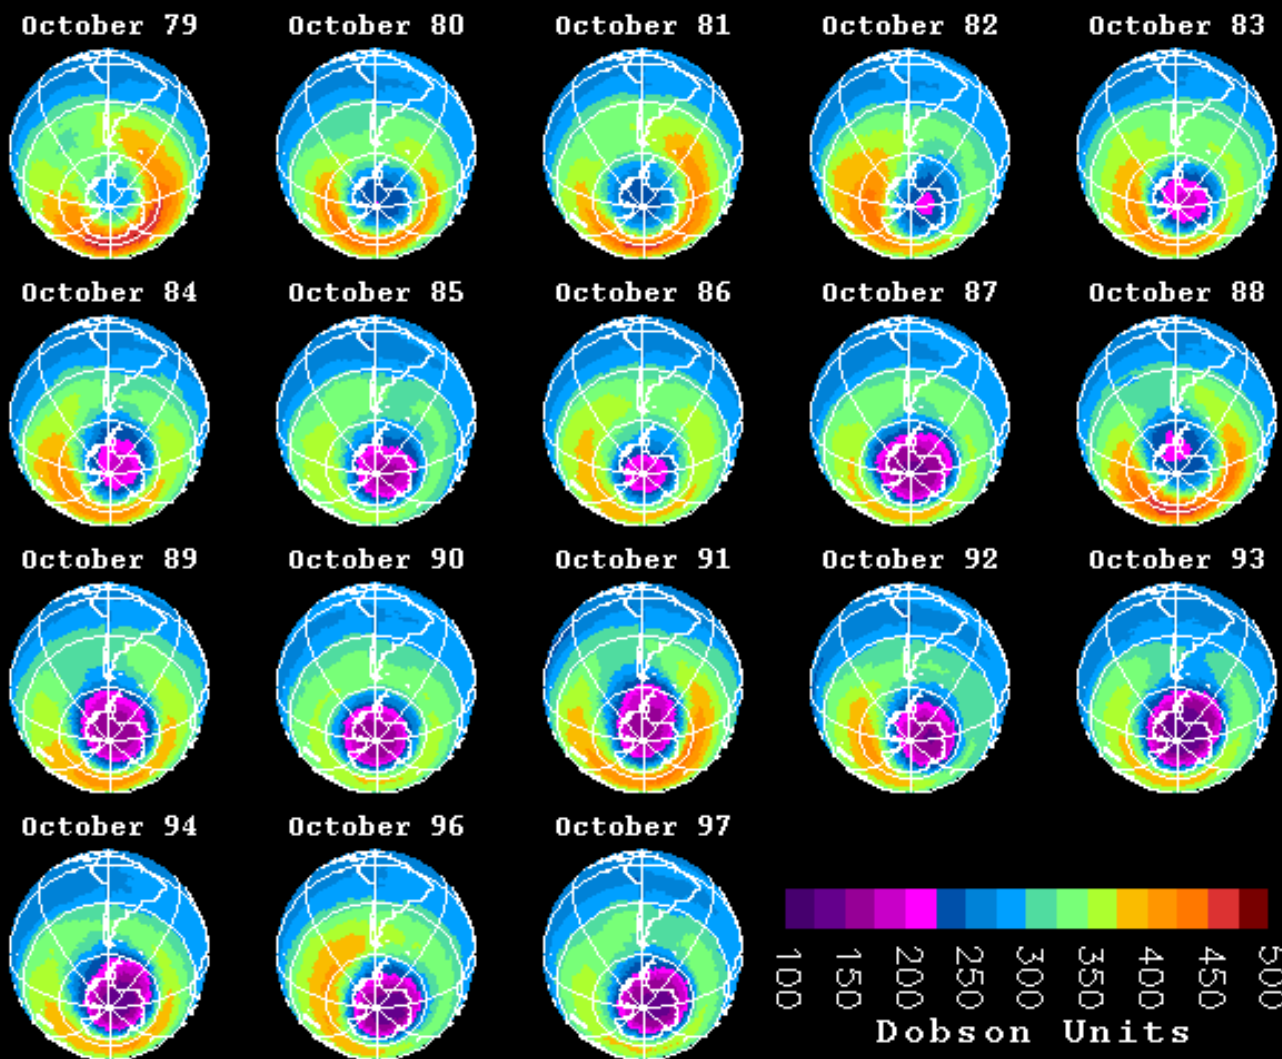 October 79 October 80 October 81 October 82 October 83
October 84 October 85 October 86 October 87 October 88
October 89 October 90 October 91 October 92 October 93
October 94 October 96 October 97
100 150 200 250 300 350 400 450 500
Dobson Units